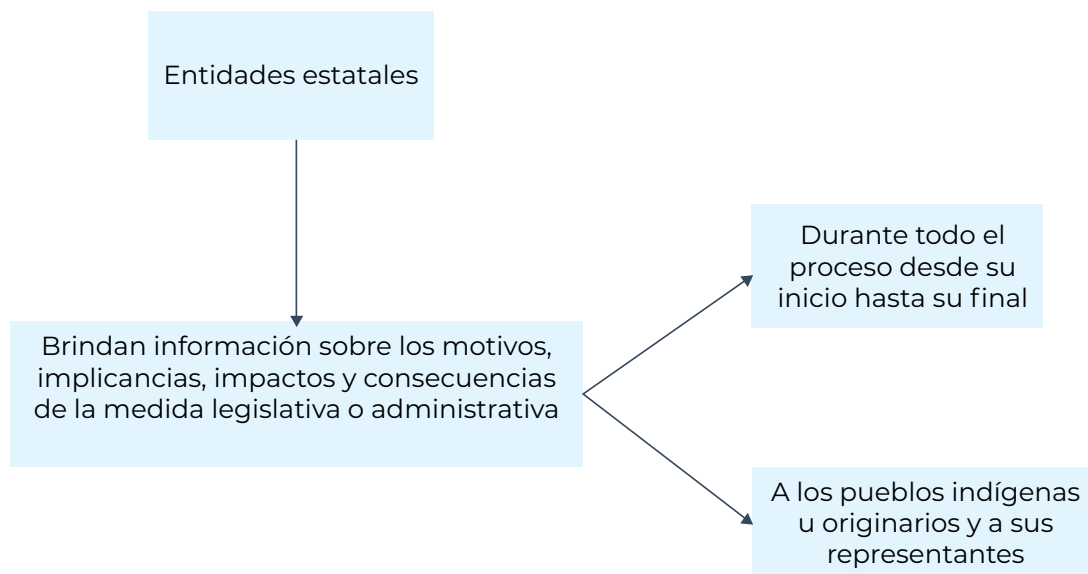 Entidades estatales
Brindan información sobre los motivos,
implicancias, impactos y consecuencias
de la medida legislativa o administrativa
Durante todo el
proceso desde su
inicio hasta su final
A los pueblos indígenas
u originarios y a sus
representantes